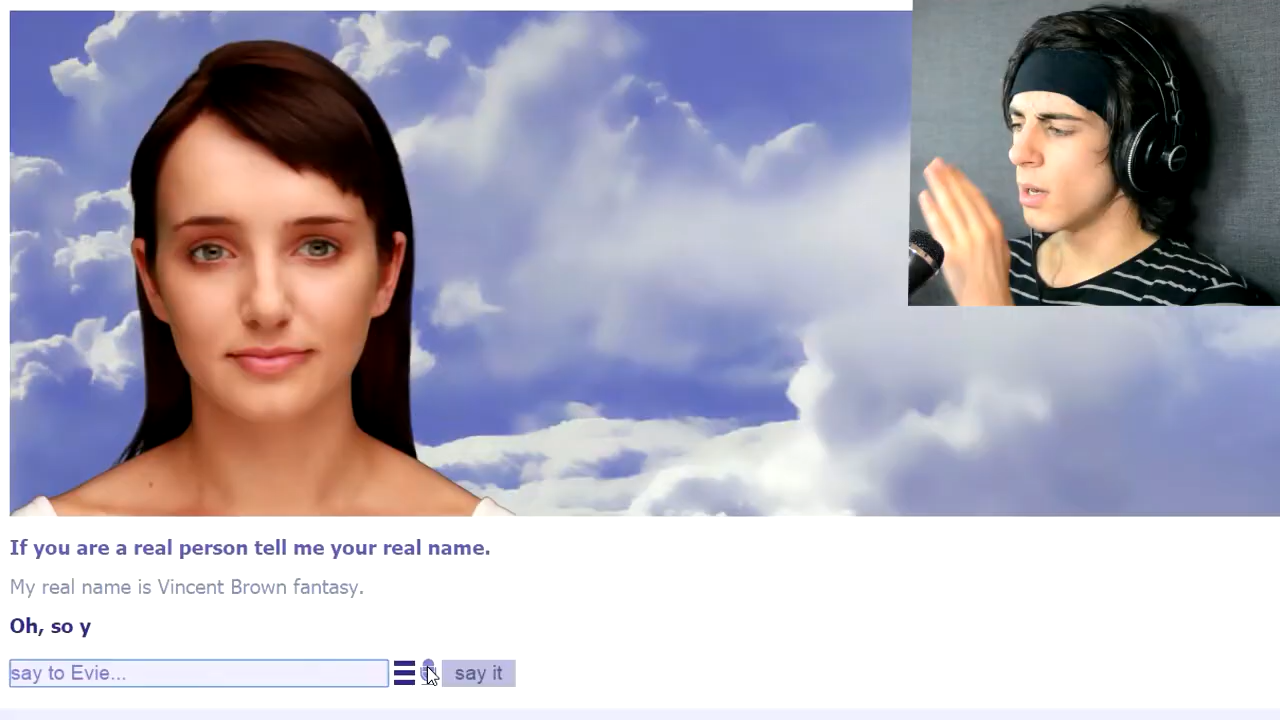 If you are a real person tell me your real name.
My real name is Vincent Brown fantasy.
Oh, so y
say to Evie...
say it